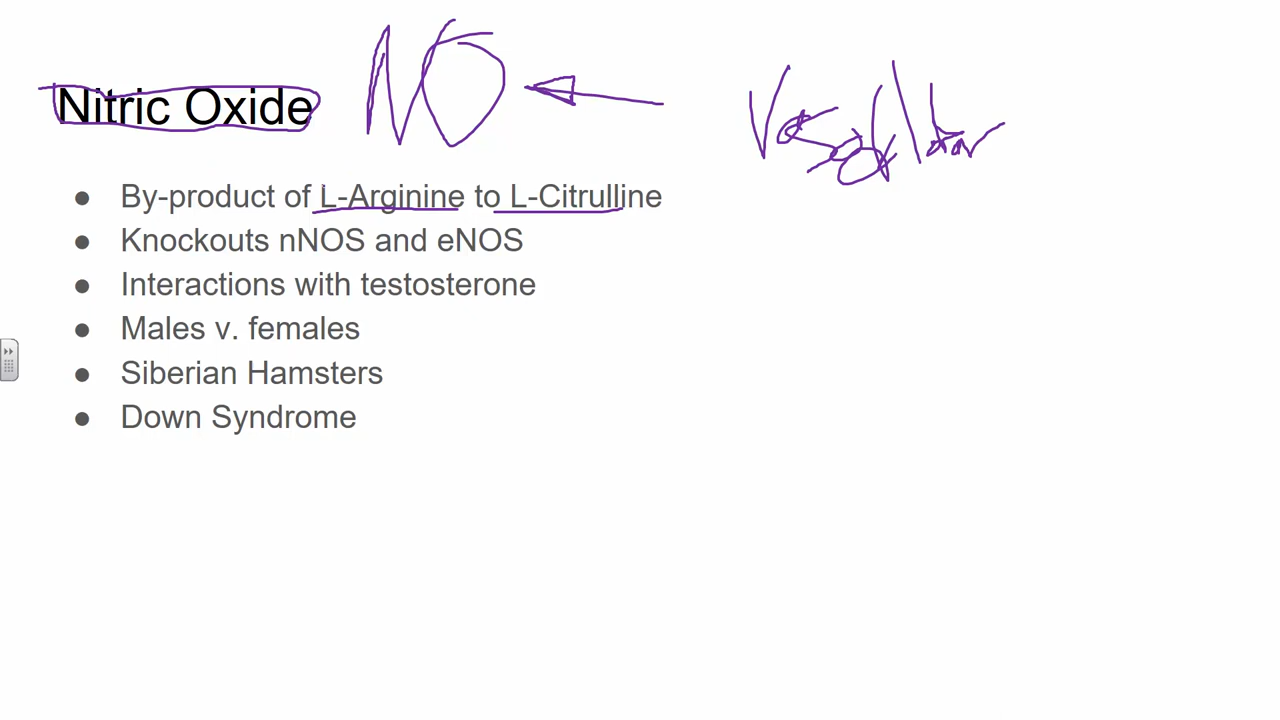 Nitric Oxide NO
● By-product of L-Arginine to L-Citrulline
● Knockouts nNOS and eNOS
● Interactions with testosterone
● Males v. females
● Siberian Hamsters
● Down Syndrome